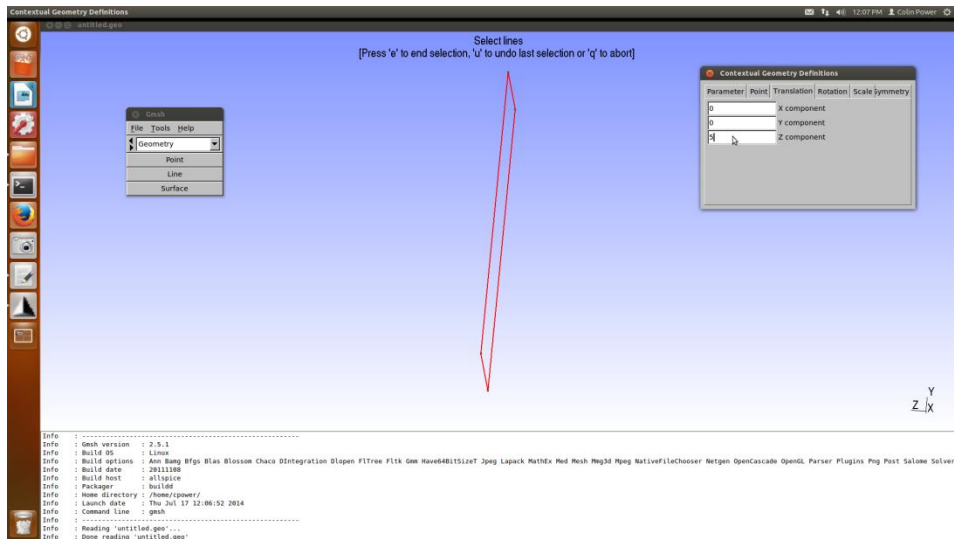 Contextual Geometry Definitions
12:07 PM Colin Power
untitled.geo
Select lines
[Press 'e' to end selection, 'u' to undo last selection or 'q' to abort]
Gmsh
File Tools Help
Geometry
Point
Line
Surface
Contextual Geometry Definitions
Parameter Point Translation Rotation Scale Symmetry
0 X component
0 Y component
5 Z component
Y
Z X
Info : -------------------------------------------------------
Info : Gmsh version : 2.5.1
Info : Build OS : Linux
Info : Build options : Ann Bamg Bfgs Blas Blossom Chaco DIntegration Dlopen FlTree Fltk Gmm Have64BitSizeT Jpeg Lapack MathEx Med Mesh Mmg3d Mpeg NativeFileChooser Netgen OpenCascade OpenGL Parser Plugins Png Post Salome Solver
Info : Build date : 20111108
Info : Build host : allspice
Info : Packager : buildd
Info : Home directory : /home/cpower/
Info : Launch date : Thu Jul 17 12:06:52 2014
Info : Command line : gmsh
Info : -------------------------------------------------------
Info : Reading 'untitled.geo'...
Info : Done reading 'untitled.geo'